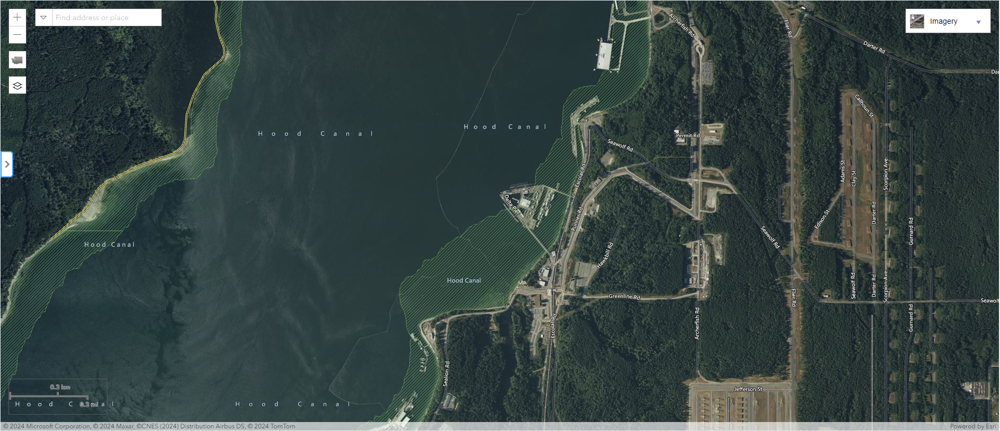 Find address or place
Imagery
Archerfish Rd
Flier Rd
Darter Rd
Dar
Callhoun St
Hood Canal
Hood Canal
Permit Rd
Seawolf Rd
Escolar Rd
Adams St
Clay St
Scorpion Ave
Delta Pier
Runner Rd
Edison St
Darter Rd
Gurnard Rd
Seawolf Rd
Hood Canal
Hawkbill Rd
Hood Canal
Seawolf Rd
Darter Rd
Scorpion Ave
Greenline Rd
Flier Rd
Seawolf
Archerfish Rd
Escolar Rd
Gurnard Rd
Sealion Rd
Jefferson St
0.3 km
0.3 mi
Hood Canal
Hood Canal
© 2024 Microsoft Corporation, © 2024 Maxar, ©CNES (2024) Distribution Airbus DS, © 2024 TomTom
Powered by Esri